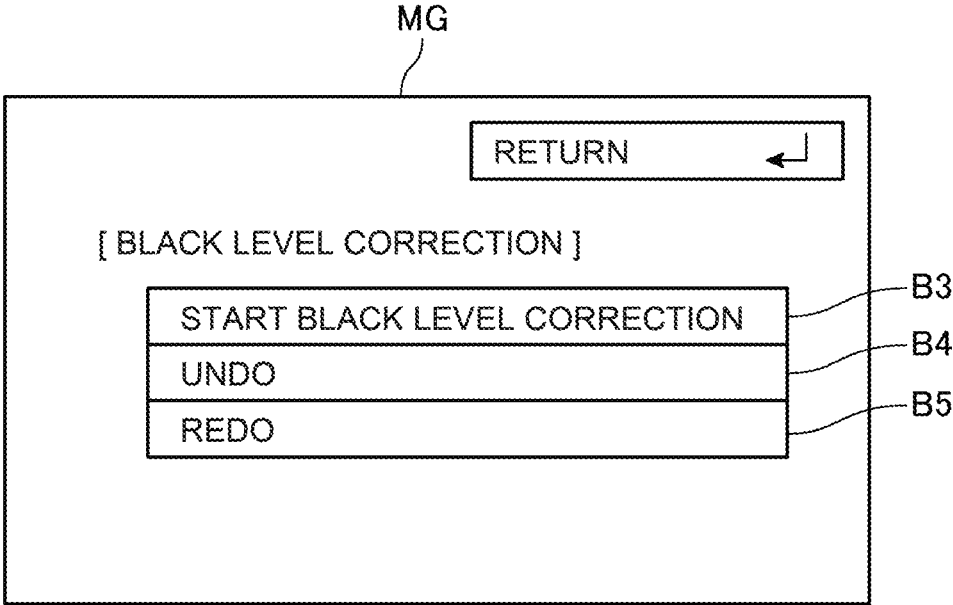 MG
RETURN
[ BLACK LEVEL CORRECTION ]
START BLACK LEVEL CORRECTION
B3
UNDO
B4
REDO
B5